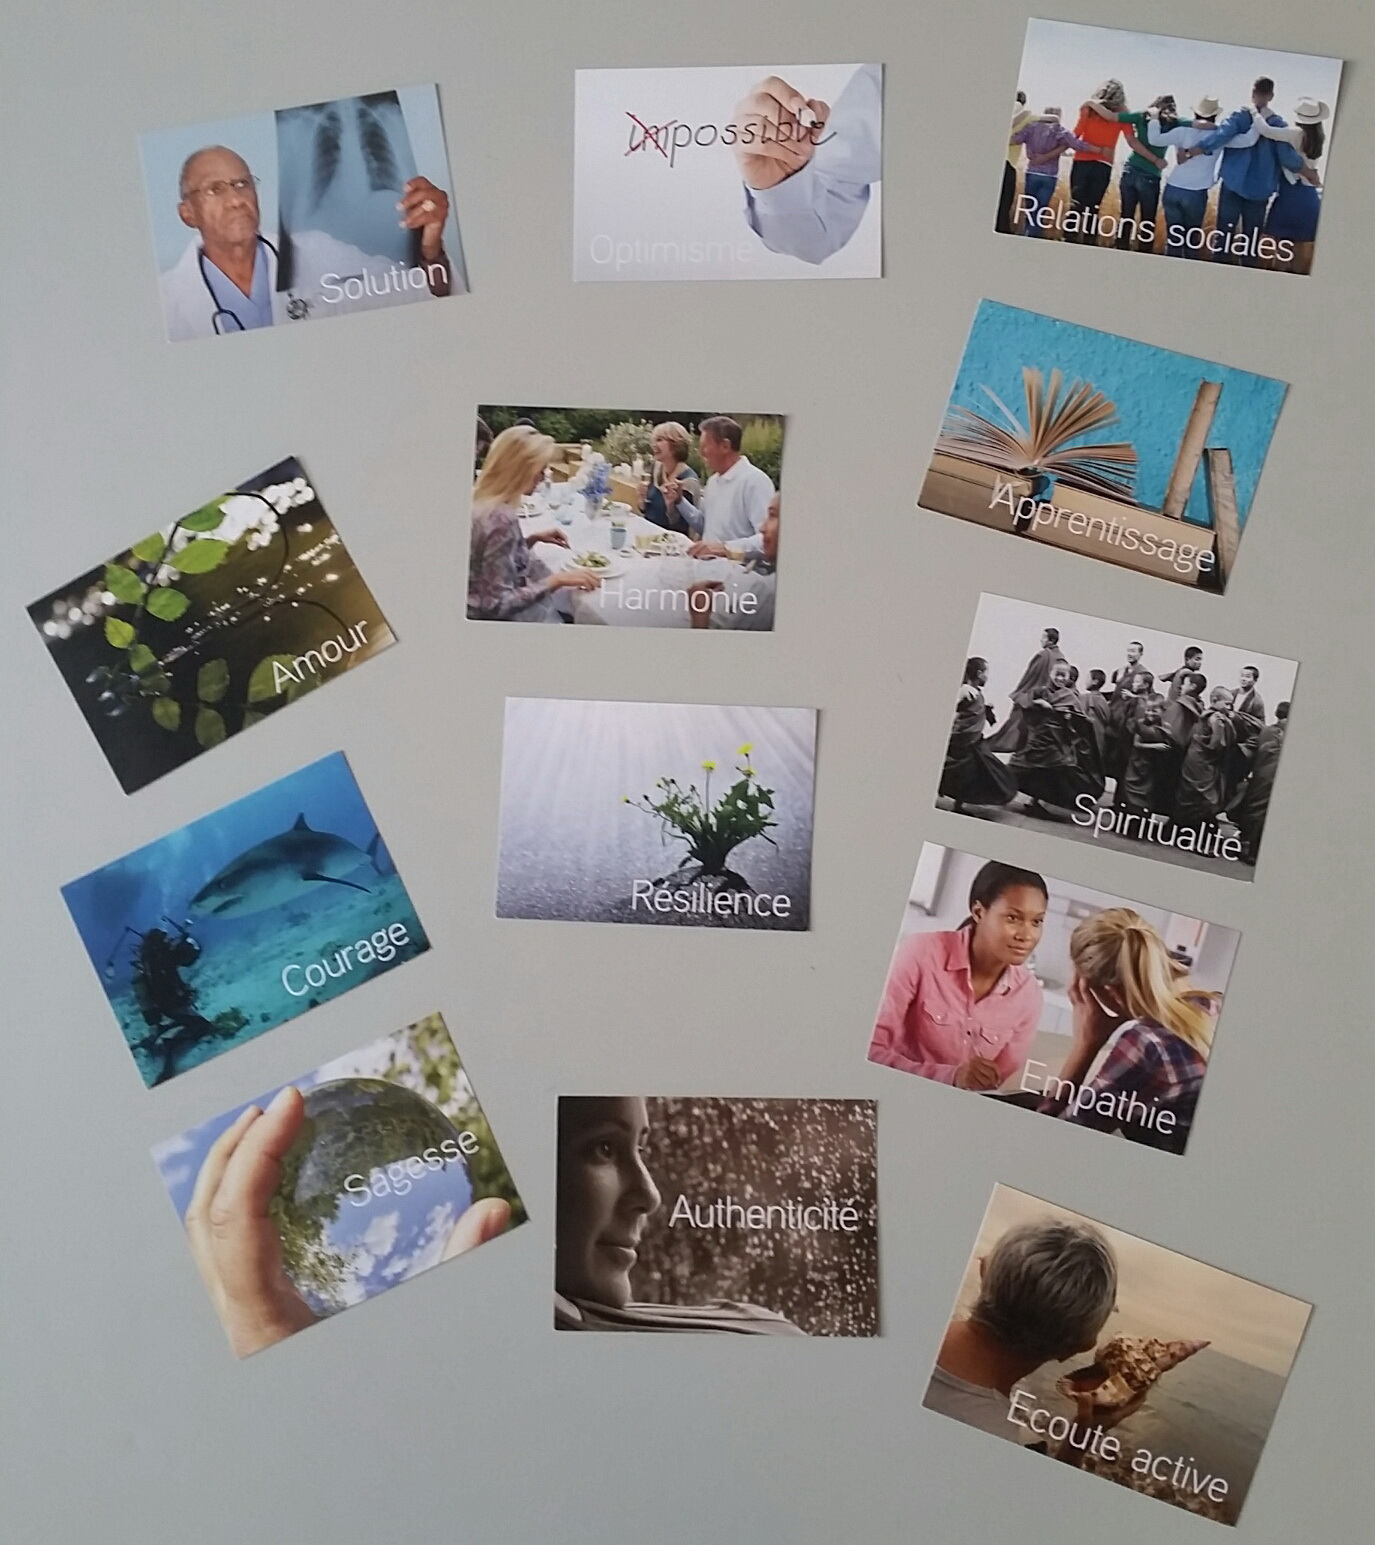 Solution
impossible
Optimisme
Relations sociales
Apprentissage
Harmonie
Amour
Spiritualité
Résilience
Courage
Empathie
Sagesse
Authenticité
Ecoute active